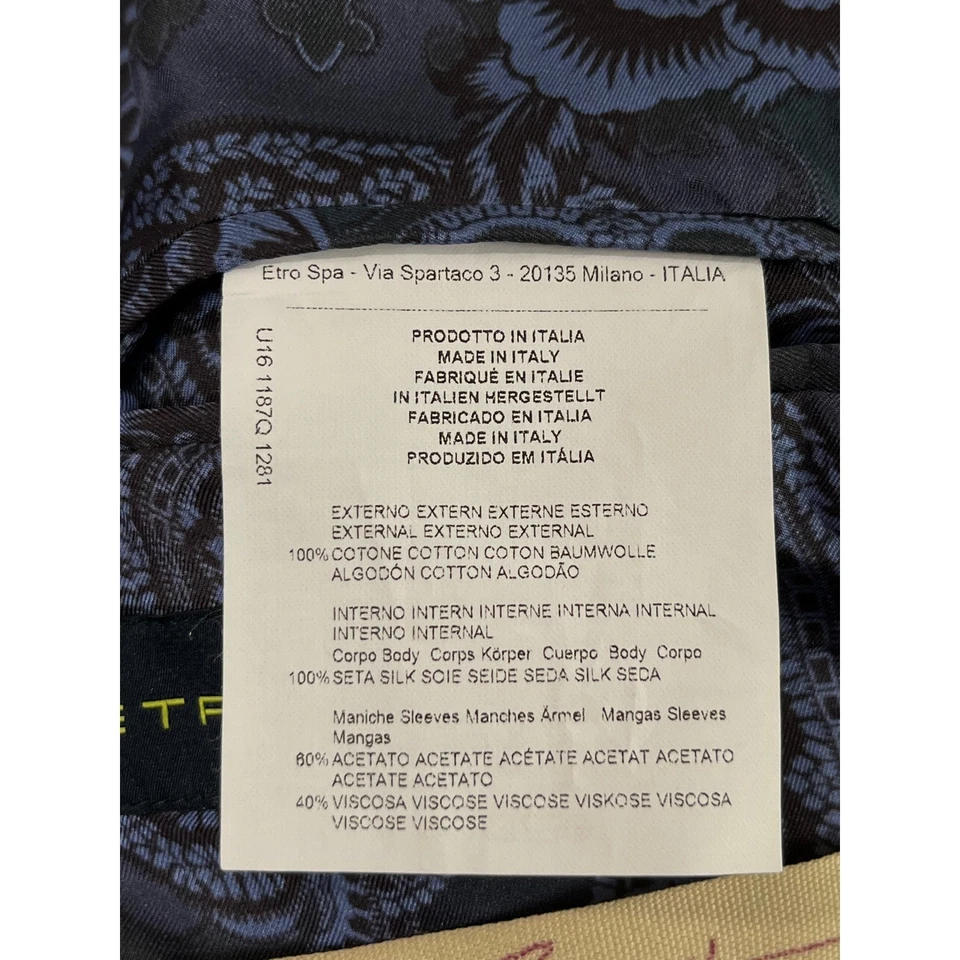 Etro Spa - Via Spartaco 3 - 20135 Milano - ITALIA
U16 1187Q 1281
PRODOTTO IN ITALIA
MADE IN ITALY
FABRIQUÉ EN ITALIE
IN ITALIEN HERGESTELLT
FABRICADO EN ITALIA
MADE IN ITALY
PRODUZIDO EM ITÁLIA
EXTERNO EXTERN EXTERNE ESTERNO
EXTERNAL EXTERNO EXTERNAL
100% COTONE COTTON COTON BAUMWOLLE
ALGODÓN COTTON ALGODÃO
INTERNO INTERN INTERNE INTERNA INTERNAL
INTERNO INTERNAL
Corpo Body Corps Körper Cuerpo Body Corpo
100% SETA SILK SOIE SEIDE SEDA SILK SEDA
Maniche Sleeves Manches Ärmel Mangas Sleeves
Mangas
60% ACETATO ACETATE ACÉTATE ACETAT ACETATO
ACETATE ACETATO
40% VISCOSA VISCOSE VISCOSE VISKOSE VISCOSA
VISCOSE VISCOSE
ETR